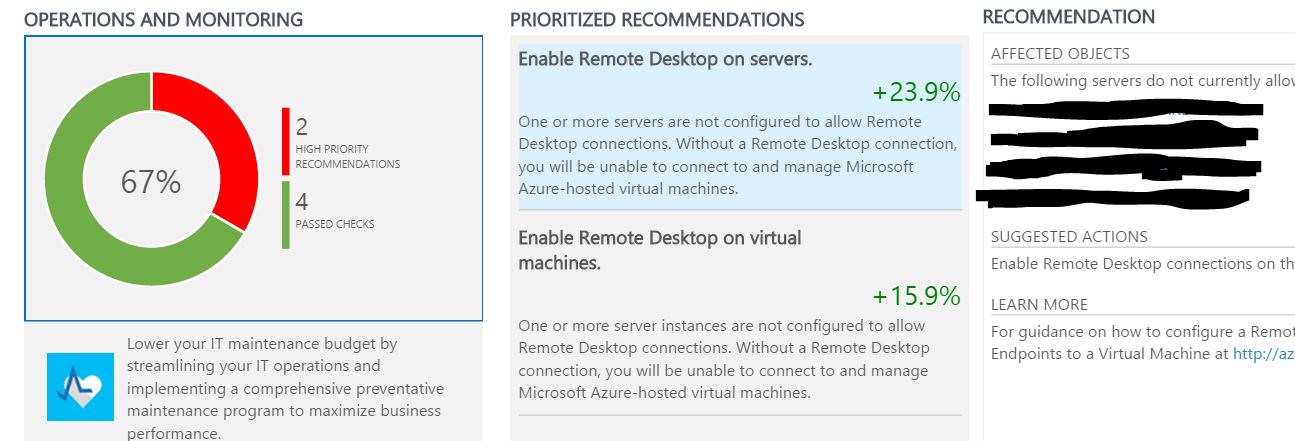 OPERATIONS AND MONITORING
67%
2
HIGH PRIORITY
RECOMMENDATIONS
4
PASSED CHECKS
Lower your IT maintenance budget by
streamlining your IT operations and
implementing a comprehensive preventative
maintenance program to maximize business
performance.
PRIORITIZED RECOMMENDATIONS
Enable Remote Desktop on servers.
+23.9%
One or more servers are not configured to allow Remote
Desktop connections. Without a Remote Desktop connection,
you will be unable to connect to and manage Microsoft
Azure-hosted virtual machines.
Enable Remote Desktop on virtual
machines.
+15.9%
One or more server instances are not configured to allow
Remote Desktop connections. Without a Remote Desktop
connection, you will be unable to connect to and manage
Microsoft Azure-hosted virtual machines.
RECOMMENDATION
AFFECTED OBJECTS
The following servers do not currently allow
SUGGESTED ACTIONS
Enable Remote Desktop connections on th
LEARN MORE
For guidance on how to configure a Remot
Endpoints to a Virtual Machine at http://az